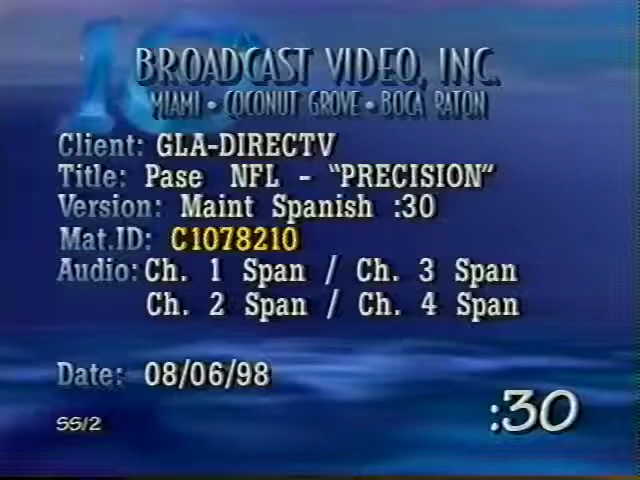 BROADCAST VIDEO, INC.
MIAMI • COCONUT GROVE • BOCA RATON
Client: GLA-DIRECTV
Title: Pase NFL - "PRECISION"
Version: Maint Spanish :30
Mat.ID: C1078210
Audio: Ch. 1 Span / Ch. 3 Span
Ch. 2 Span / Ch. 4 Span
Date: 08/06/98
SS/2
:30